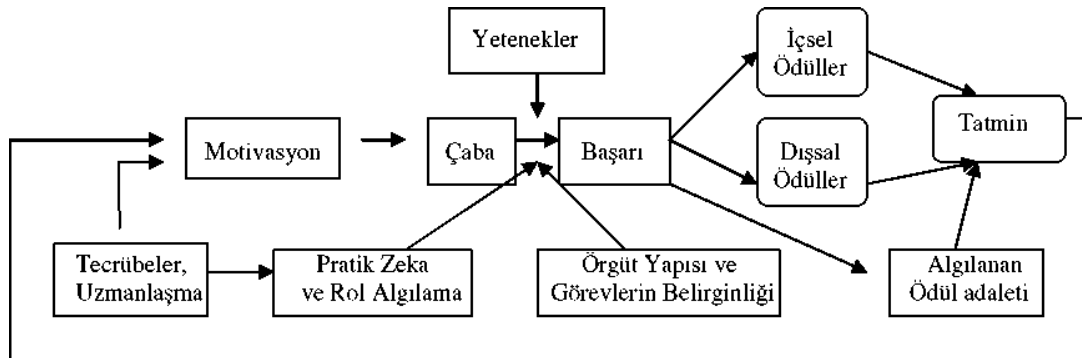 Yetenekler
İçsel
Ödüller
Motivasyon
Çaba
Başarı
Dışsal
Ödüller
Tatmin
Tecrübeler,
Uzmanlaşma
Pratik Zeka
ve Rol Algılama
Örgüt Yapısı ve
Görevlerin Belirginliği
Algılanan
Ödül adaleti